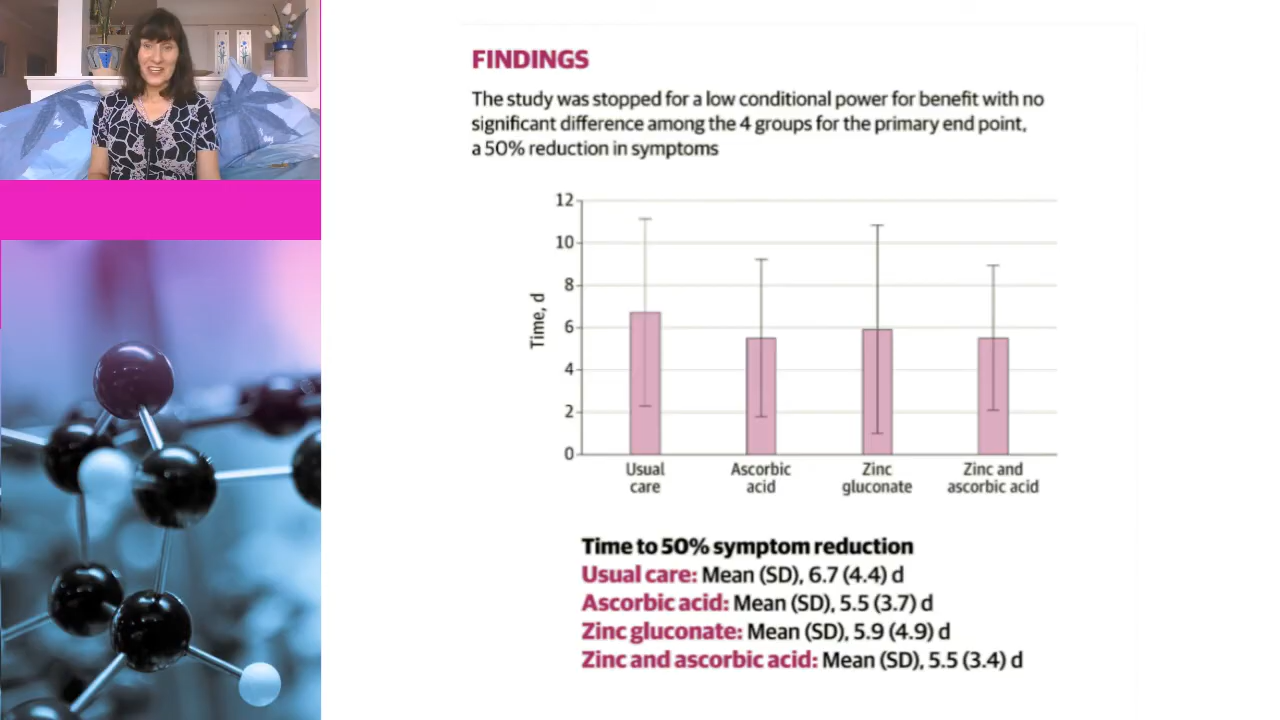 FINDINGS
The study was stopped for a low conditional power for benefit with no
significant difference among the 4 groups for the primary end point,
a 50% reduction in symptoms
12
10
8
6
4
2
0
Time, d
Usual
care
Ascorbic
acid
Zinc
gluconate
Zinc and
ascorbic acid
Time to 50% symptom reduction
Usual care: Mean (SD), 6.7 (4.4) d
Ascorbic acid: Mean (SD), 5.5 (3.7) d
Zinc gluconate: Mean (SD), 5.9 (4.9) d
Zinc and ascorbic acid: Mean (SD), 5.5 (3.4) d